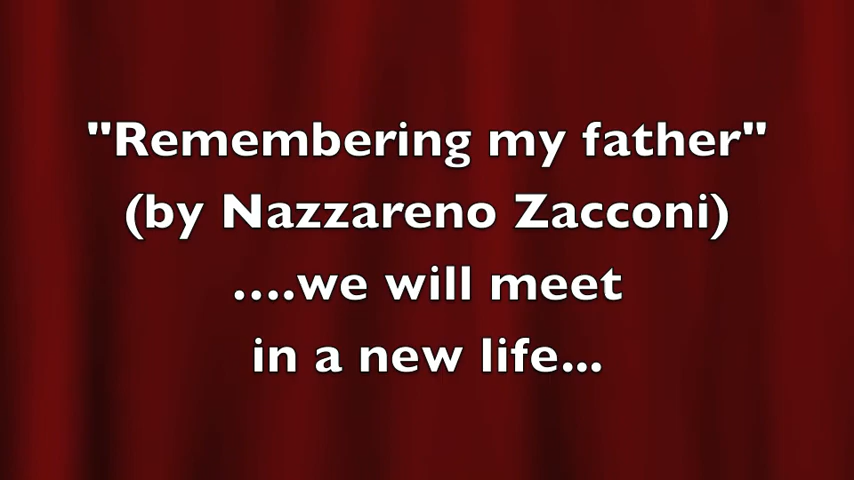 "Remembering my father"
(by Nazzareno Zacconi)
....we will meet
in a new life...